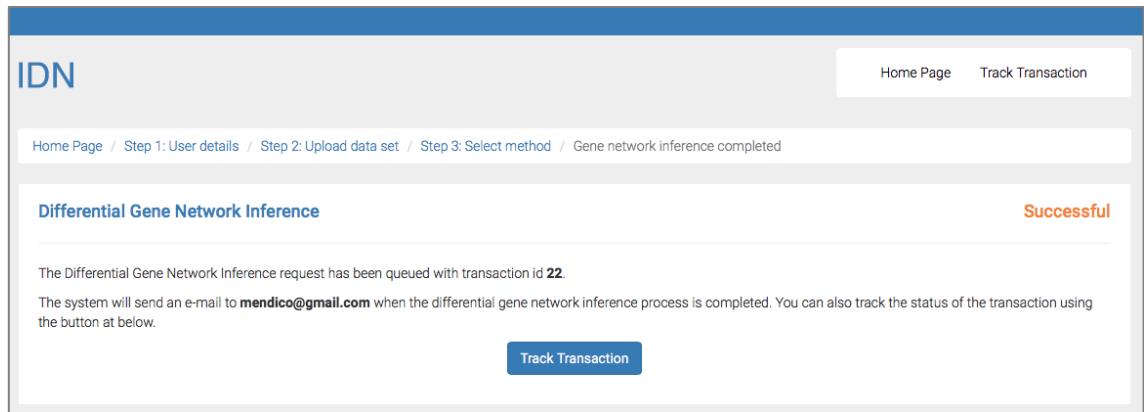 IDN
Home Page Track Transaction
Home Page / Step 1: User details / Step 2: Upload data set / Step 3: Select method / Gene network inference completed
Differential Gene Network Inference Successful
The Differential Gene Network Inference request has been queued with transaction id 22.
The system will send an e-mail to mendico@gmail.com when the differential gene network inference process is completed. You can also track the status of the transaction using
the button at below.
Track Transaction